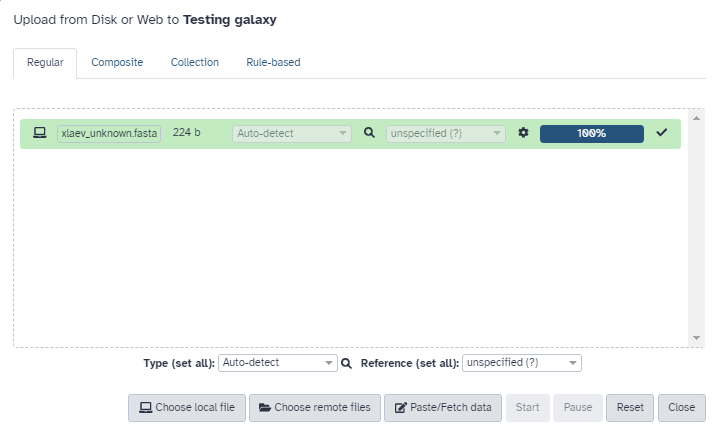 Upload from Disk or Web to Testing galaxy
Regular Composite Collection Rule-based
xlaev_unknown.fasta 224 b Auto-detect unspecified (?) 100%
Type (set all): Auto-detect Reference (set all): unspecified (?)
Choose local file Choose remote files Paste/Fetch data Start Pause Reset Close